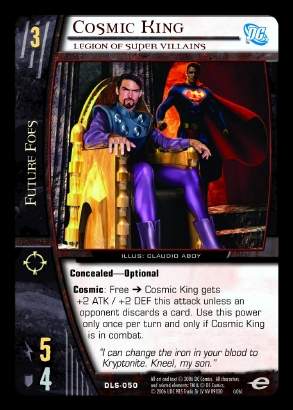 3
COSMIC KING
LEGION OF SUPER VILLAINS
DC
FUTURE FOES
ILLUS: CLAUDIO ABOY
Concealed—Optional
Cosmic: Free ➔ Cosmic King gets
+2 ATK / +2 DEF this attack unless an
opponent discards a card. Use this power
only once per turn and only if Cosmic King
is in combat.
"I can change the iron in your blood to
Kryptonite. Kneel, my son."
5
4
DLS-050